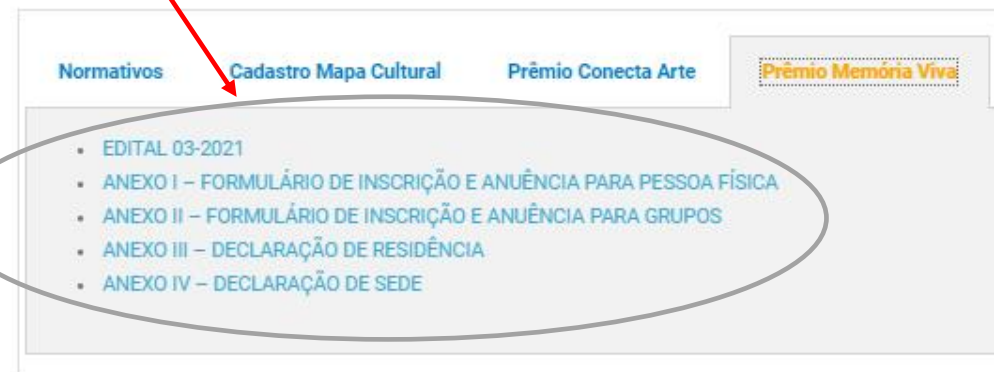 Normativos Cadastro Mapa Cultural Prêmio Conecta Arte Prêmio Memória Viva
EDITAL 03-2021
ANEXO I – FORMULÁRIO DE INSCRIÇÃO E ANUÊNCIA PARA PESSOA FÍSICA
ANEXO II – FORMULÁRIO DE INSCRIÇÃO E ANUÊNCIA PARA GRUPOS
ANEXO III – DECLARAÇÃO DE RESIDÊNCIA
ANEXO IV – DECLARAÇÃO DE SEDE